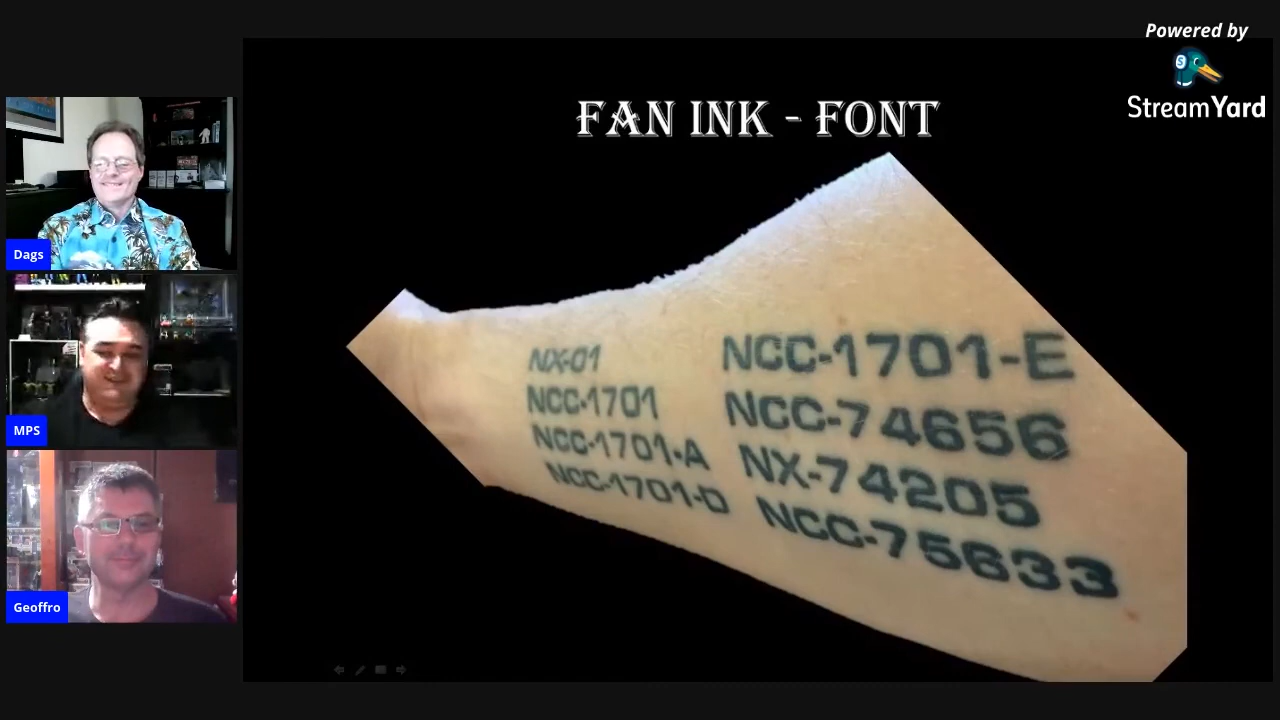 Powered by
StreamYard
FAN INK - FONT
Dags
MPS
Geoffro
NX-01
NCC-1701
NCC-1701-A
NCC-1701-D
NCC-1701-E
NCC-74656
NX-74205
NCC-75633